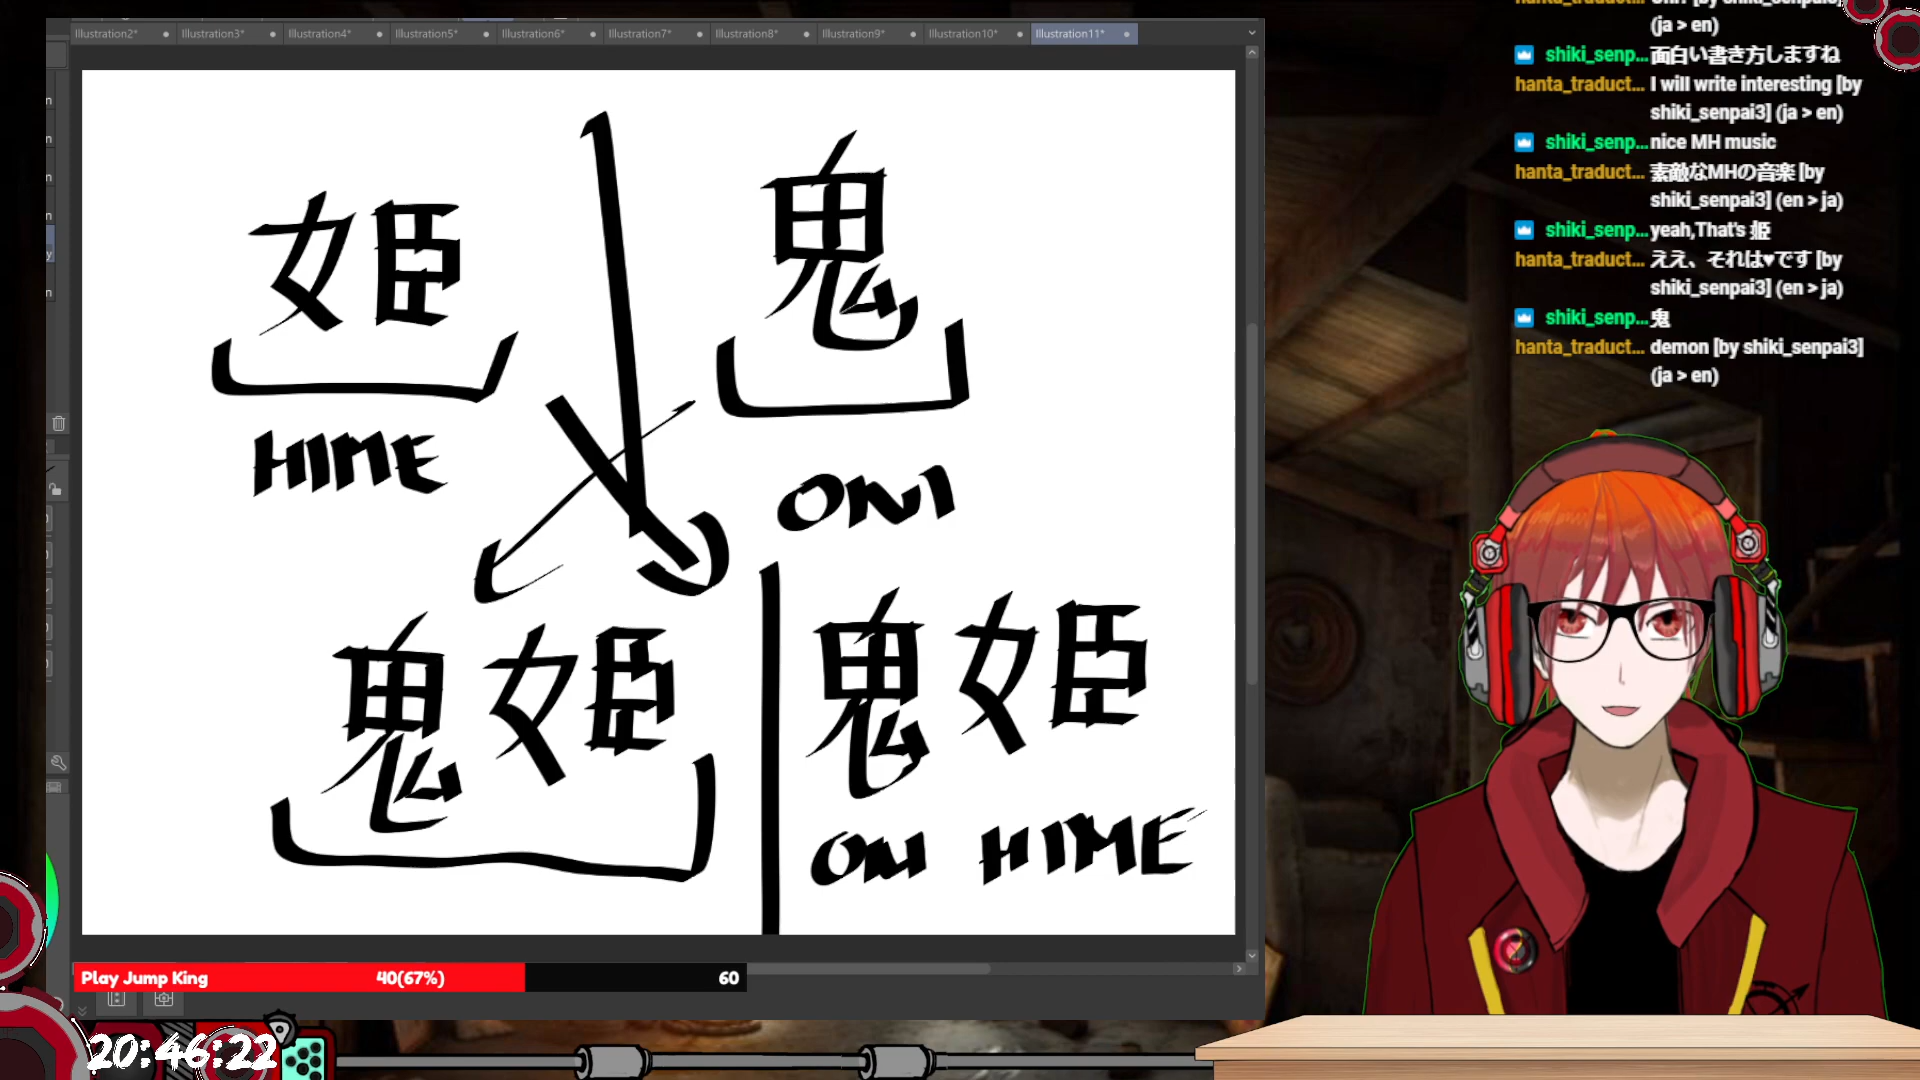 Illustration2* Illustration3* Illustration4* Illustration5* Illustration6* Illustration7* Illustration8* Illustration9* Illustration10* Illustration11*
姫
鬼
HIME
ONI
鬼姫
鬼姫
ONI HIME
Play Jump King 40(67%) 60
20:46:22
(ja > en)
shiki_senp... 面白い書き方しますね
hanta_traduct... I will write interesting [by
shiki_senpai3] (ja > en)
shiki_senp... nice MH music
hanta_traduct... 素敵なMHの音楽 [by
shiki_senpai3] (en > ja)
shiki_senp... yeah,That's 姫
hanta_traduct... ええ、それは♥です [by
shiki_senpai3] (en > ja)
shiki_senp... 鬼
hanta_traduct... demon [by shiki_senpai3]
(ja > en)